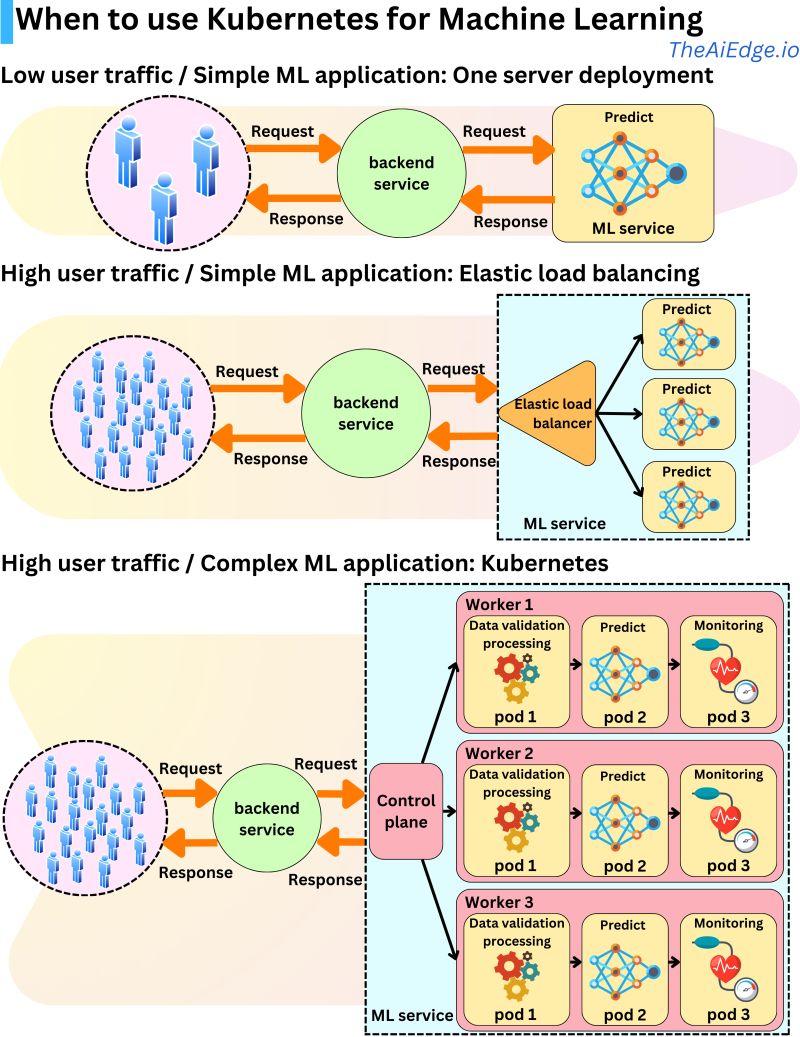 When to use Kubernetes for Machine Learning
TheAiEdge.io
Low user traffic / Simple ML application: One server deployment
Request
Response
backend
service
Request
Response
Predict
ML service
High user traffic / Simple ML application: Elastic load balancing
Request
Response
backend
service
Request
Response
Elastic load
balancer
Predict
Predict
Predict
ML service
High user traffic / Complex ML application: Kubernetes
Request
Response
backend
service
Request
Response
Control
plane
Worker 1
Data validation
processing
pod 1
Predict
pod 2
Monitoring
pod 3
Worker 2
Data validation
processing
pod 1
Predict
pod 2
Monitoring
pod 3
Worker 3
Data validation
processing
pod 1
Predict
pod 2
Monitoring
pod 3
ML service